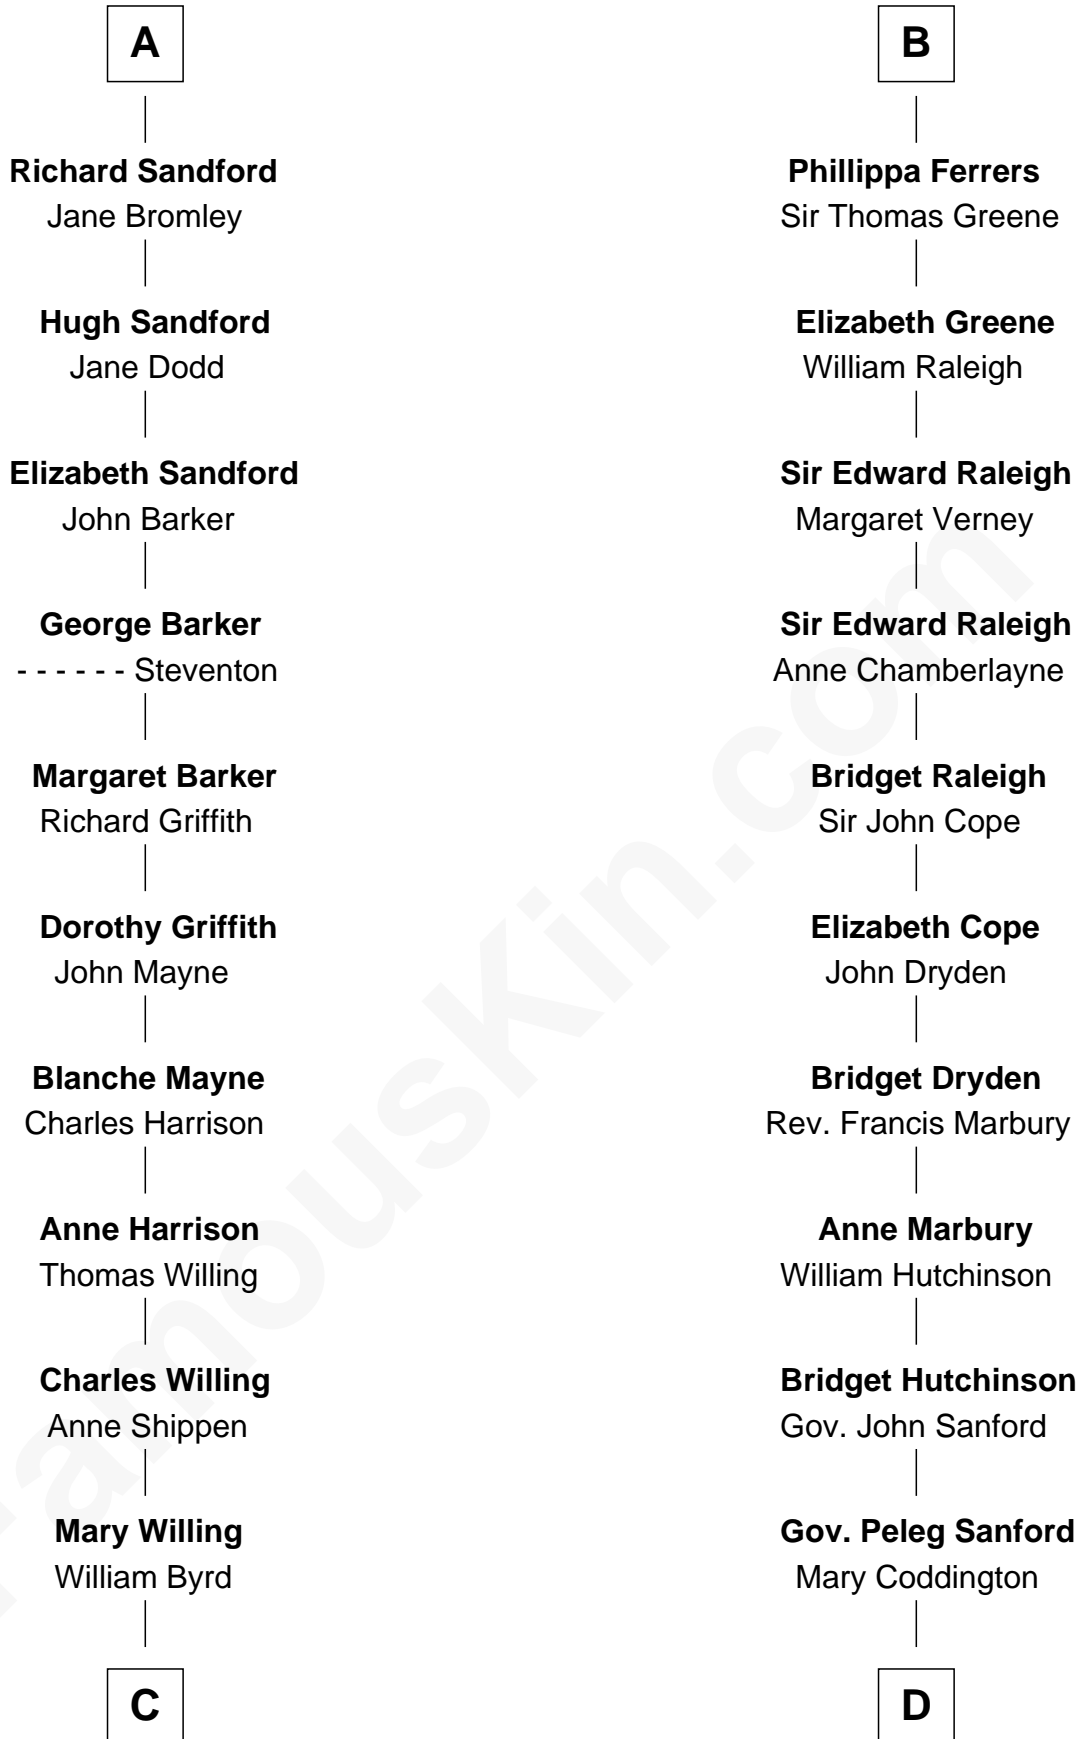 A
Richard Sandford
Jane Bromley
Hugh Sandford
Jane Dodd
Elizabeth Sandford
John Barker
George Barker
- - - - - - Steventon
Margaret Barker
Richard Griffith
Dorothy Griffith
John Mayne
Blanche Mayne
Charles Harrison
Anne Harrison
Thomas Willing
Charles Willing
Anne Shippen
Mary Willing
William Byrd
C
B
Phillippa Ferrers
Sir Thomas Greene
Elizabeth Greene
William Raleigh
Sir Edward Raleigh
Margaret Verney
Sir Edward Raleigh
Anne Chamberlayne
Bridget Raleigh
Sir John Cope
Elizabeth Cope
John Dryden
Bridget Dryden
Rev. Francis Marbury
Anne Marbury
William Hutchinson
Bridget Hutchinson
Gov. John Sanford
Gov. Peleg Sanford
Mary Coddington
D
FamousKin.com